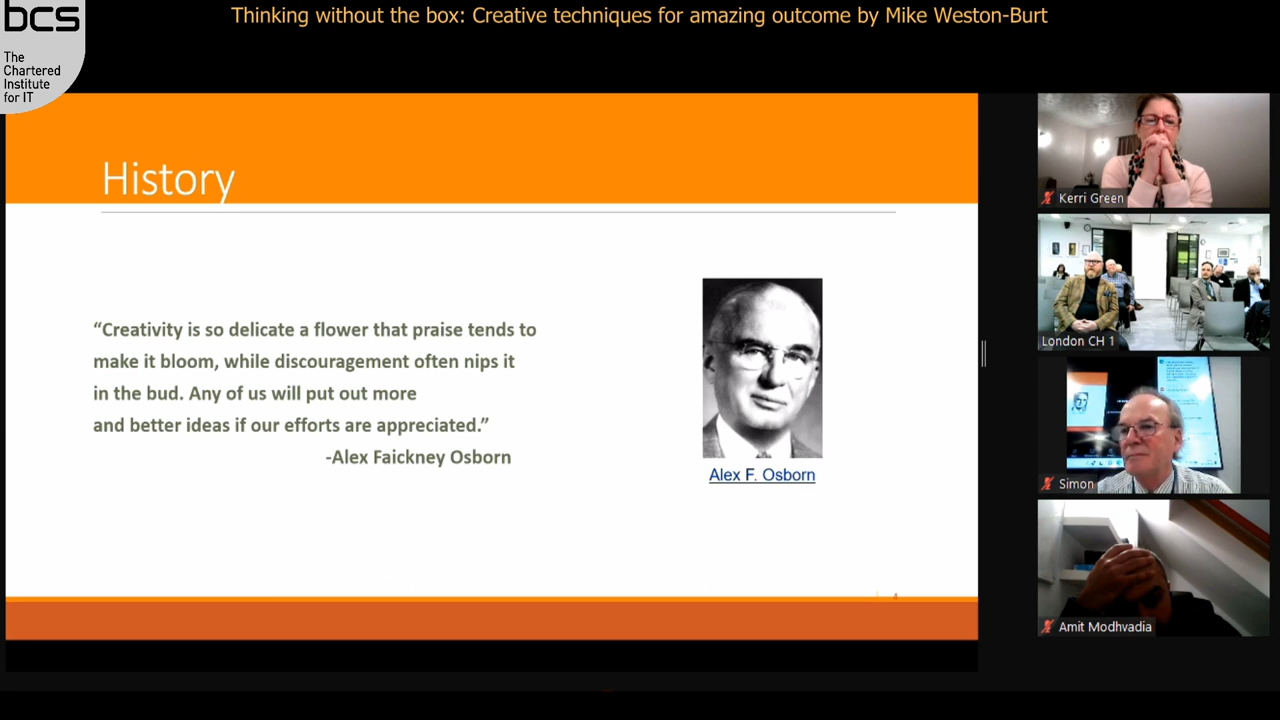 bcs
The
Chartered
Institute
for IT
Thinking without the box: Creative techniques for amazing outcome by Mike Weston-Burt
History
“Creativity is so delicate a flower that praise tends to
make it bloom, while discouragement often nips it
in the bud. Any of us will put out more
and better ideas if our efforts are appreciated.”
-Alex Faickney Osborn
Alex F. Osborn
4
Kerri Green
London CH 1
Simon
Amit Modhvadia